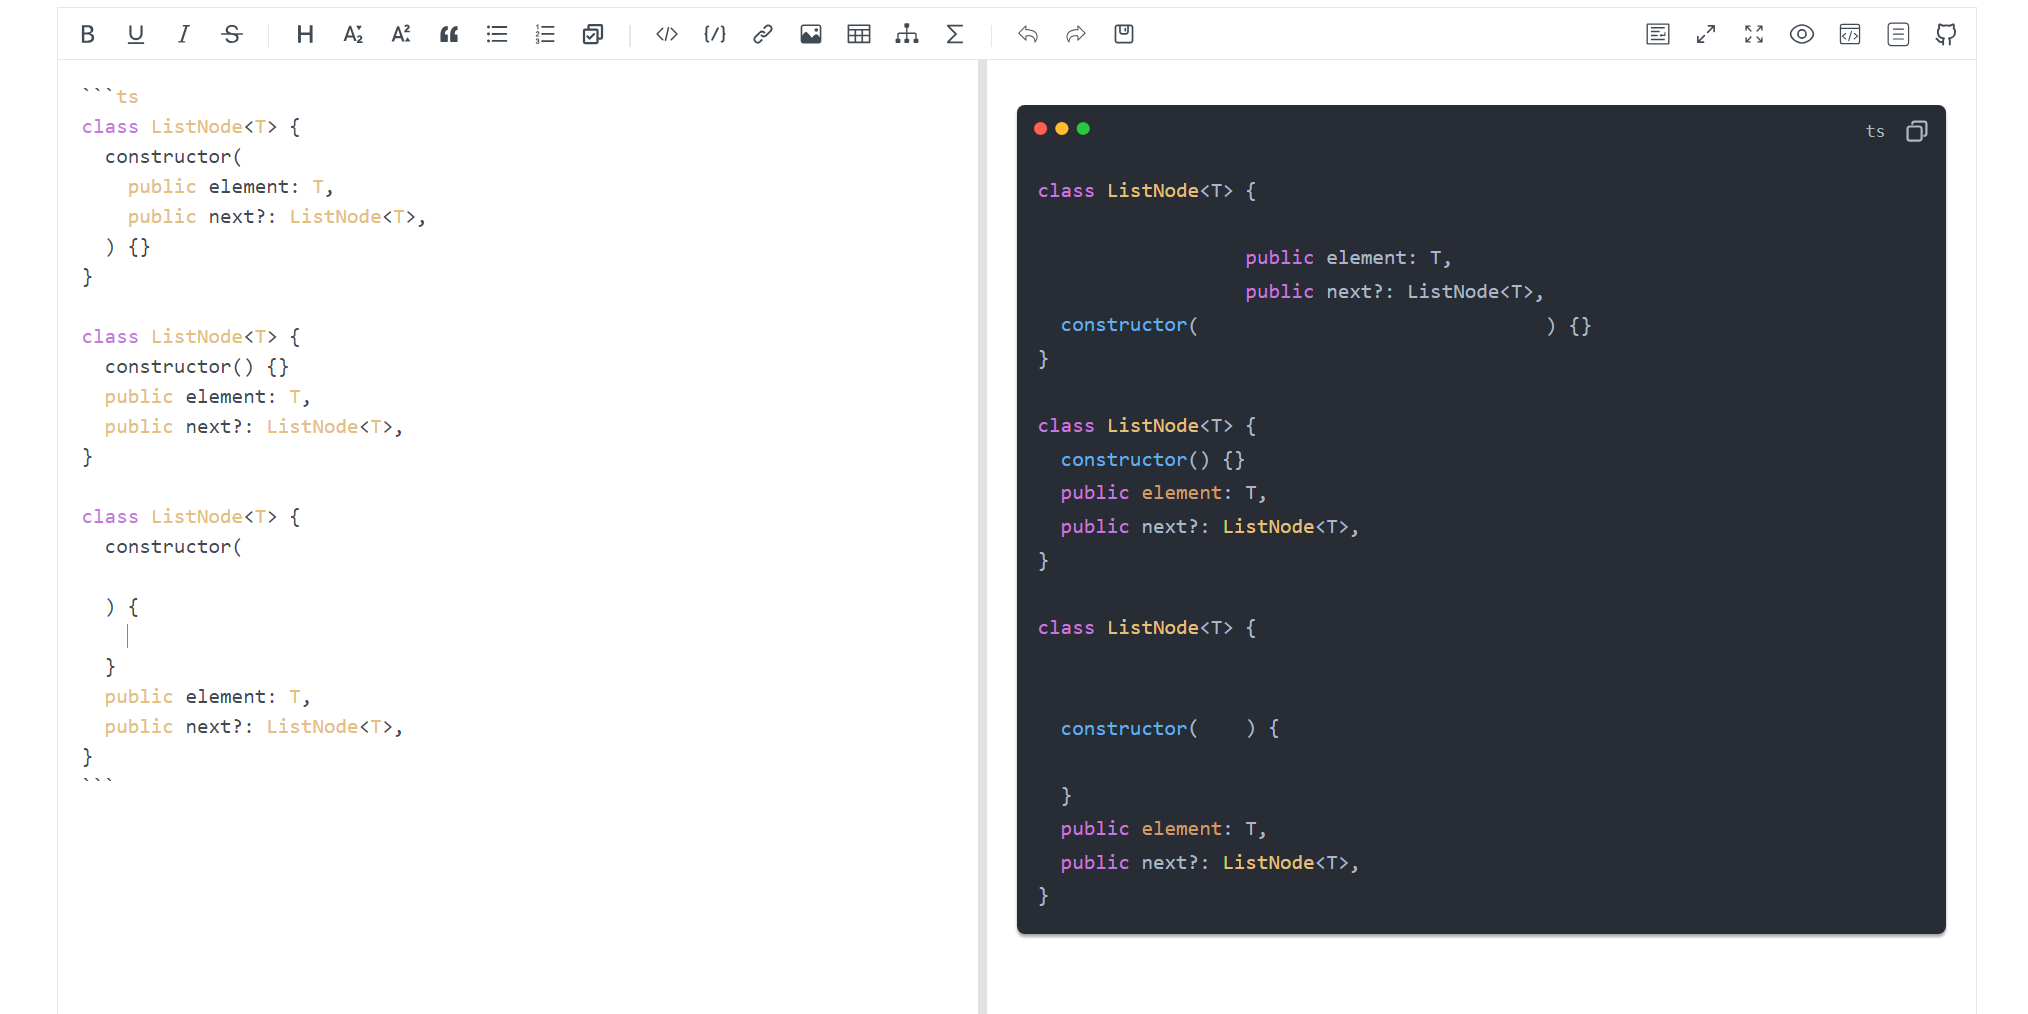 ```ts
class ListNode<T> {
  constructor(
    public element: T,
    public next?: ListNode<T>,
  ) {}
}

class ListNode<T> {
  constructor() {}
  public element: T,
  public next?: ListNode<T>,
}

class ListNode<T> {
  constructor(

  ) {

  }
  public element: T,
  public next?: ListNode<T>,
}
```
ts
class ListNode<T> {

                  public element: T,
                  public next?: ListNode<T>,
  constructor(                              ) {}
}

class ListNode<T> {
  constructor() {}
  public element: T,
  public next?: ListNode<T>,
}

class ListNode<T> {


  constructor(    ) {

  }
  public element: T,
  public next?: ListNode<T>,
}